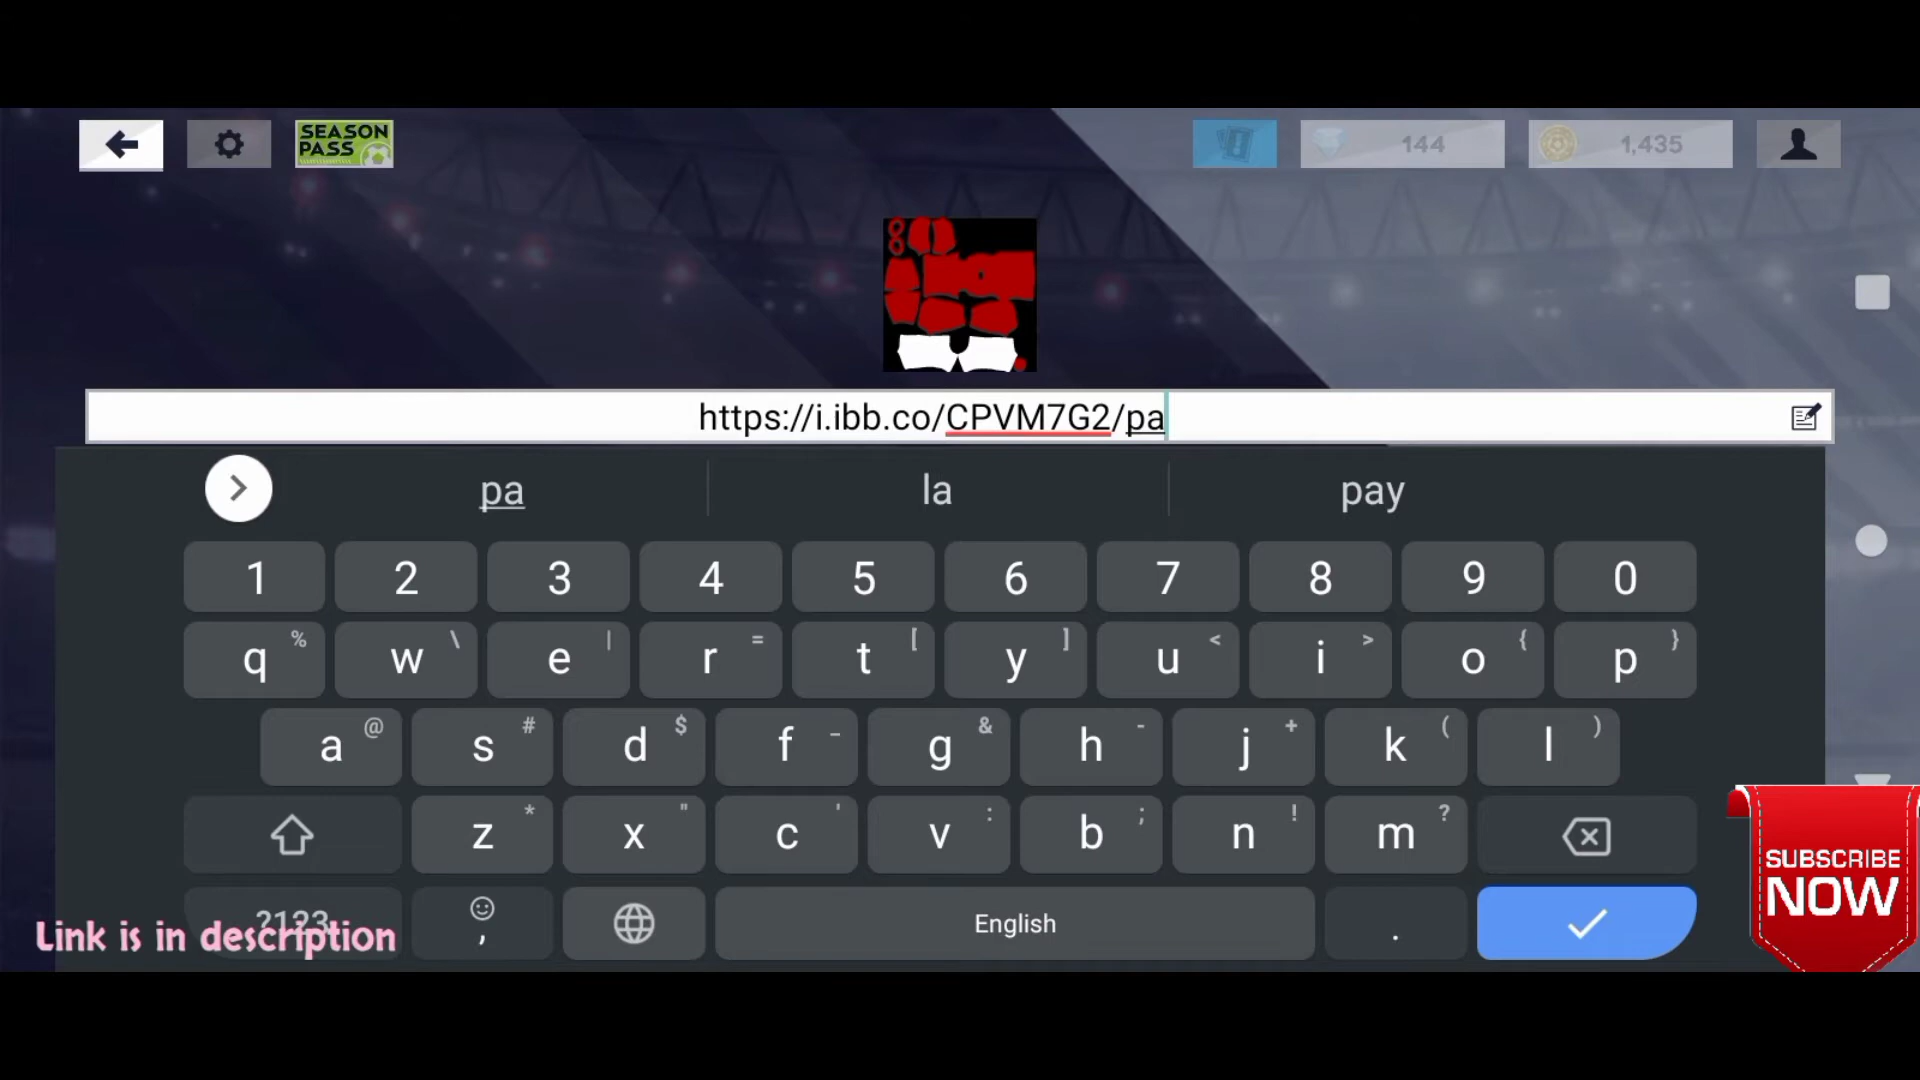 SEASON
PASS
144
1,435
https://i.ibb.co/CPVM7G2/pa
pa la pay
1 2 3 4 5 6 7 8 9 0
q % w \ e | r = t [ y ] u < i > o { p }
a @ s # d $ f _ g & h - j + k ( l )
z * x " c ' v : b ; n ! m ?
?123 , English .
Link is in description
SUBSCRIBE
NOW